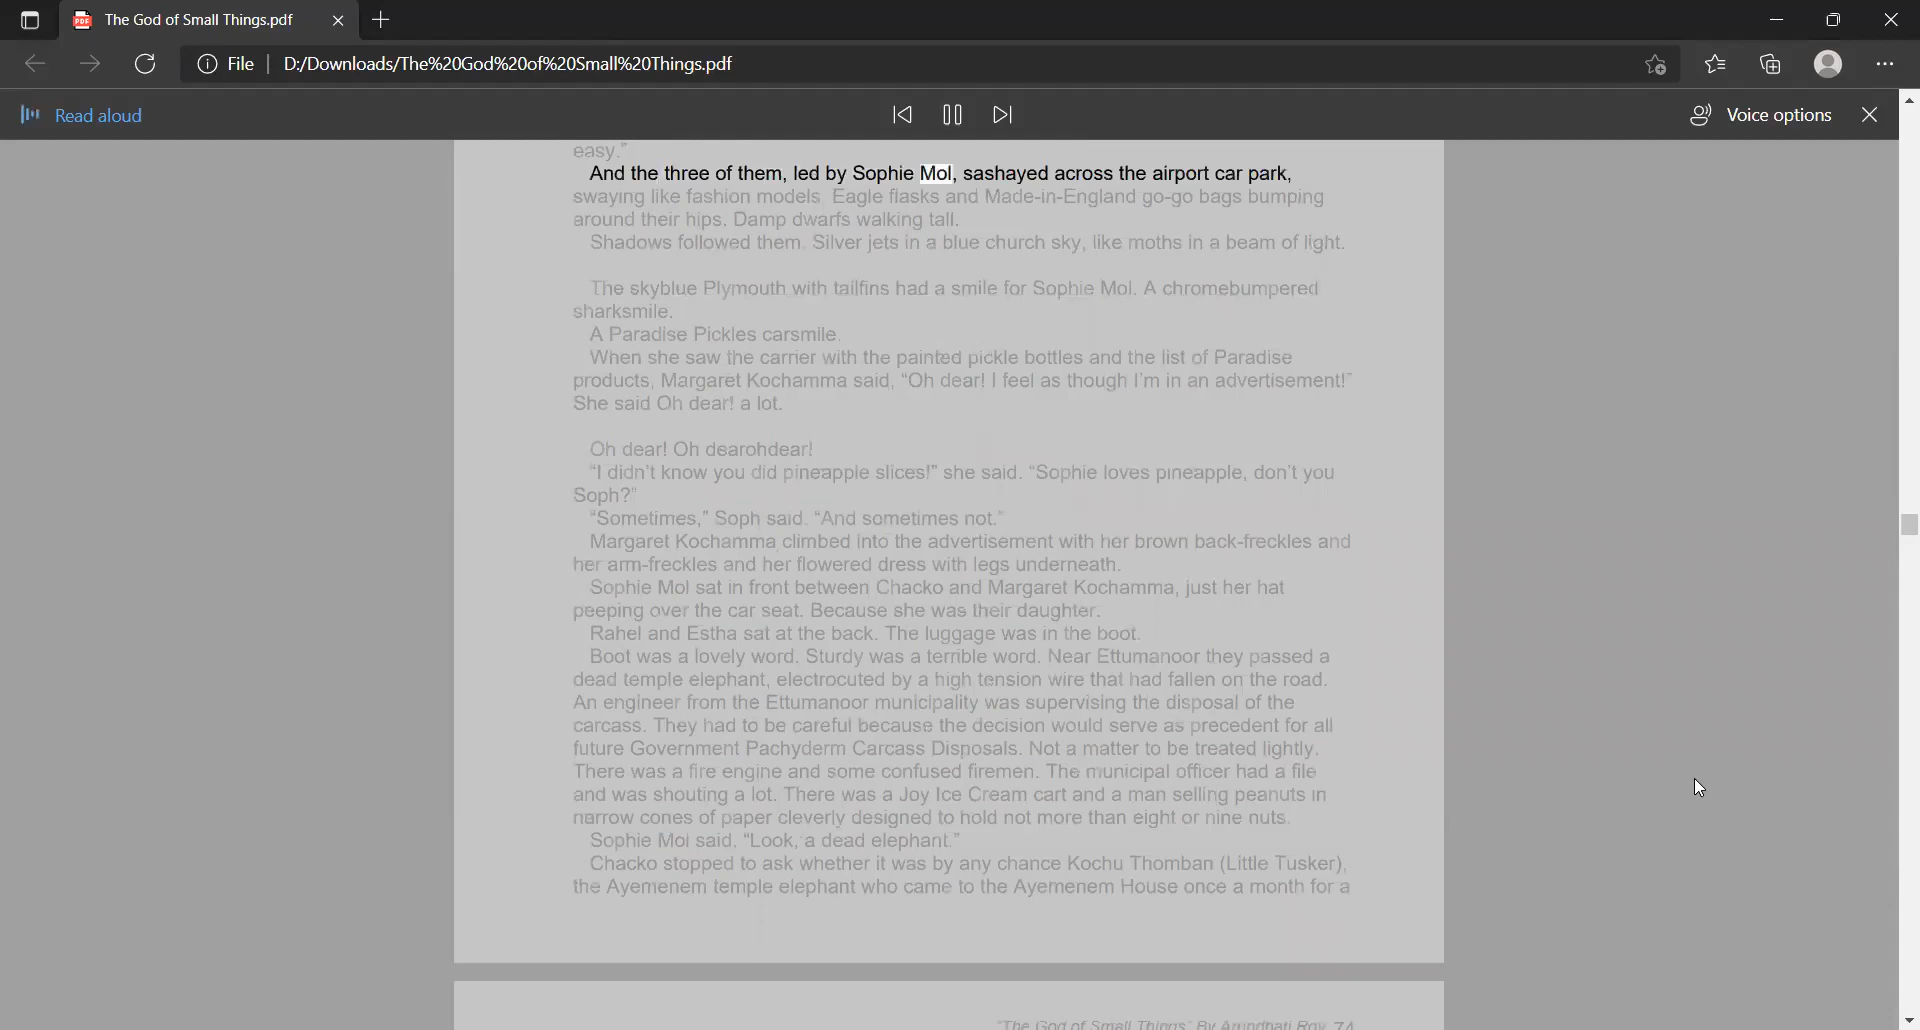 The God of Small Things.pdf
File
D:/Downloads/The%20God%20of%20Small%20Things.pdf
Read aloud
Voice options
easy.”
And the three of them, led by Sophie Mol, sashayed across the airport car park,
swaying like fashion models. Eagle flasks and Made-in-England go-go bags bumping
around their hips. Damp dwarfs walking tall.
Shadows followed them. Silver jets in a blue church sky, like moths in a beam of light.
The skyblue Plymouth with tailfins had a smile for Sophie Mol. A chromebumpered
sharksmile.
A Paradise Pickles carsmile.
When she saw the carrier with the painted pickle bottles and the list of Paradise
products, Margaret Kochamma said, “Oh dear! I feel as though I’m in an advertisement!”
She said Oh dear! a lot.
Oh dear! Oh dearohdear!
“I didn’t know you did pineapple slices!” she said. “Sophie loves pineapple, don’t you
Soph?”
“Sometimes,” Soph said. “And sometimes not.”
Margaret Kochamma climbed into the advertisement with her brown back-freckles and
her arm-freckles and her flowered dress with legs underneath.
Sophie Mol sat in front between Chacko and Margaret Kochamma, just her hat
peeping over the car seat. Because she was their daughter.
Rahel and Estha sat at the back. The luggage was in the boot.
Boot was a lovely word. Sturdy was a terrible word. Near Ettumanoor they passed a
dead temple elephant, electrocuted by a high tension wire that had fallen on the road.
An engineer from the Ettumanoor municipality was supervising the disposal of the
carcass. They had to be careful because the decision would serve as precedent for all
future Government Pachyderm Carcass Disposals. Not a matter to be treated lightly.
There was a fire engine and some confused firemen. The municipal officer had a file
and was shouting a lot. There was a Joy Ice Cream cart and a man selling peanuts in
narrow cones of paper cleverly designed to hold not more than eight or nine nuts.
Sophie Mol said, “Look, a dead elephant.”
Chacko stopped to ask whether it was by any chance Kochu Thomban (Little Tusker),
the Ayemenem temple elephant who came to the Ayemenem House once a month for a
“The God of Small Things” By Arundhati Roy 74